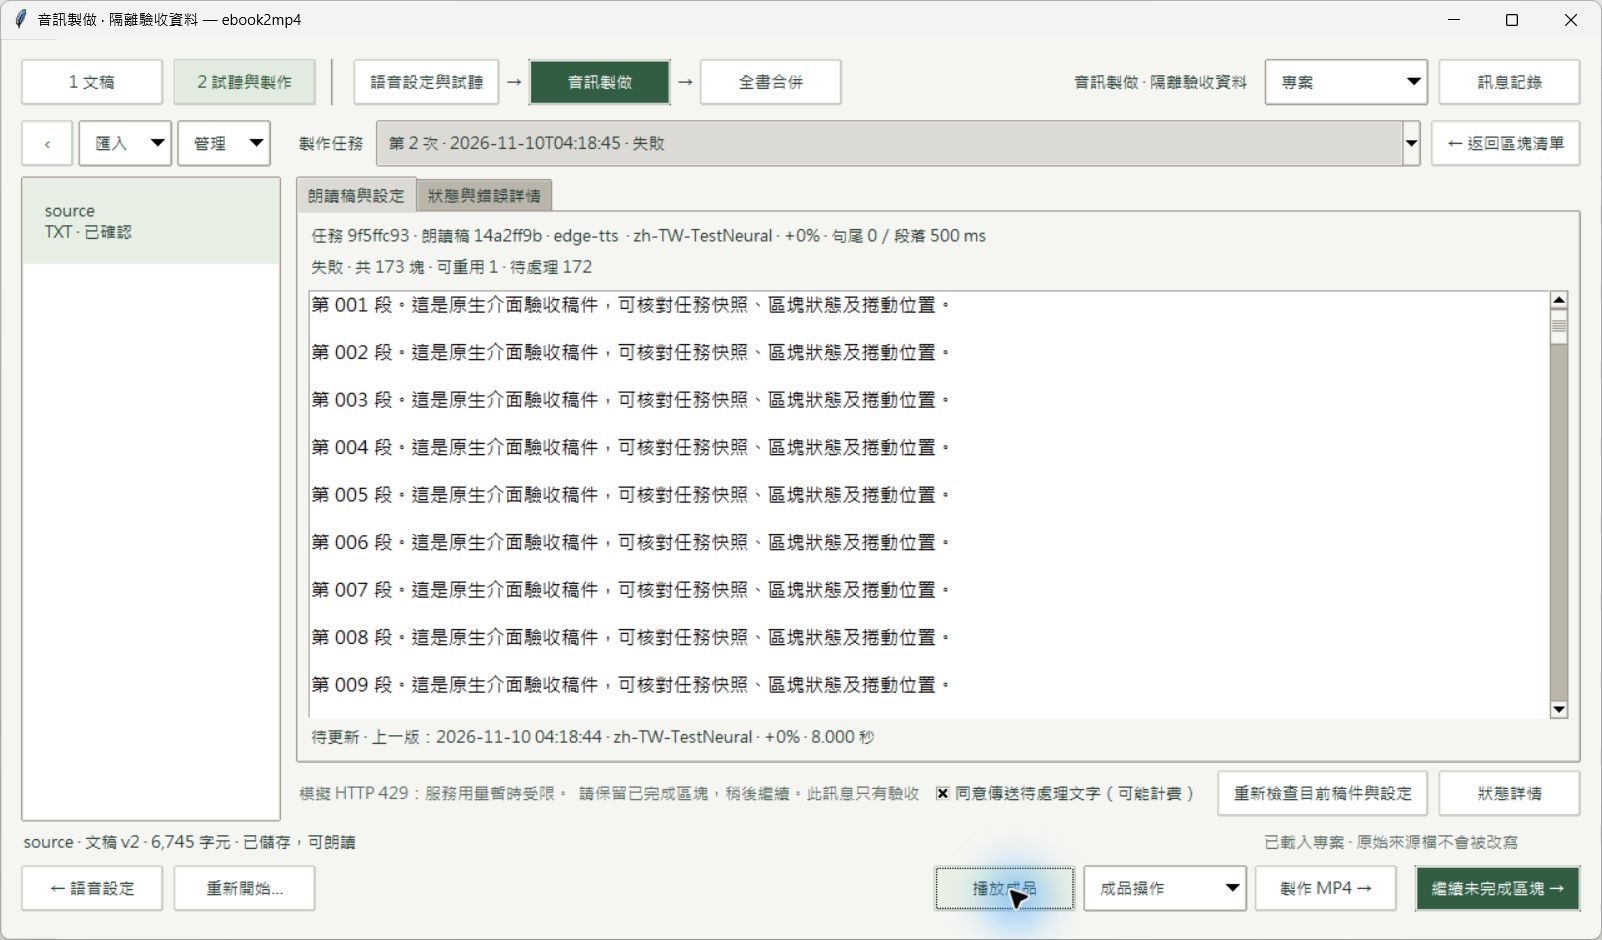 音訊製做 · 隔離驗收資料 — ebook2mp4
1 文稿
2 試聽與製作
語音設定與試聽
→
音訊製做
→
全書合併
音訊製做 · 隔離驗收資料
專案
訊息記錄
‹
匯入
管理
製作任務
第 2 次 · 2026-11-10T04:18:45 · 失敗
← 返回區塊清單
source
TXT · 已確認
朗讀稿與設定
狀態與錯誤詳情
任務 9f5ffc93 · 朗讀稿 14a2ff9b · edge-tts · zh-TW-TestNeural · +0% · 句尾 0 / 段落 500 ms
失敗 · 共 173 塊 · 可重用 1 · 待處理 172
第 001 段。這是原生介面驗收稿件，可核對任務快照、區塊狀態及捲動位置。
第 002 段。這是原生介面驗收稿件，可核對任務快照、區塊狀態及捲動位置。
第 003 段。這是原生介面驗收稿件，可核對任務快照、區塊狀態及捲動位置。
第 004 段。這是原生介面驗收稿件，可核對任務快照、區塊狀態及捲動位置。
第 005 段。這是原生介面驗收稿件，可核對任務快照、區塊狀態及捲動位置。
第 006 段。這是原生介面驗收稿件，可核對任務快照、區塊狀態及捲動位置。
第 007 段。這是原生介面驗收稿件，可核對任務快照、區塊狀態及捲動位置。
第 008 段。這是原生介面驗收稿件，可核對任務快照、區塊狀態及捲動位置。
第 009 段。這是原生介面驗收稿件，可核對任務快照、區塊狀態及捲動位置。
待更新 · 上一版：2026-11-10 04:18:44 · zh-TW-TestNeural · +0% · 8.000 秒
模擬 HTTP 429：服務用量暫時受限。 請保留已完成區塊，稍後繼續。此訊息只有驗收
同意傳送待處理文字（可能計費）
重新檢查目前稿件與設定
狀態詳情
source · 文稿 v2 · 6,745 字元 · 已儲存，可朗讀
已載入專案 · 原始來源檔不會被改寫
← 語音設定
重新開始...
播放成品
成品操作
製作 MP4 →
繼續未完成區塊 →